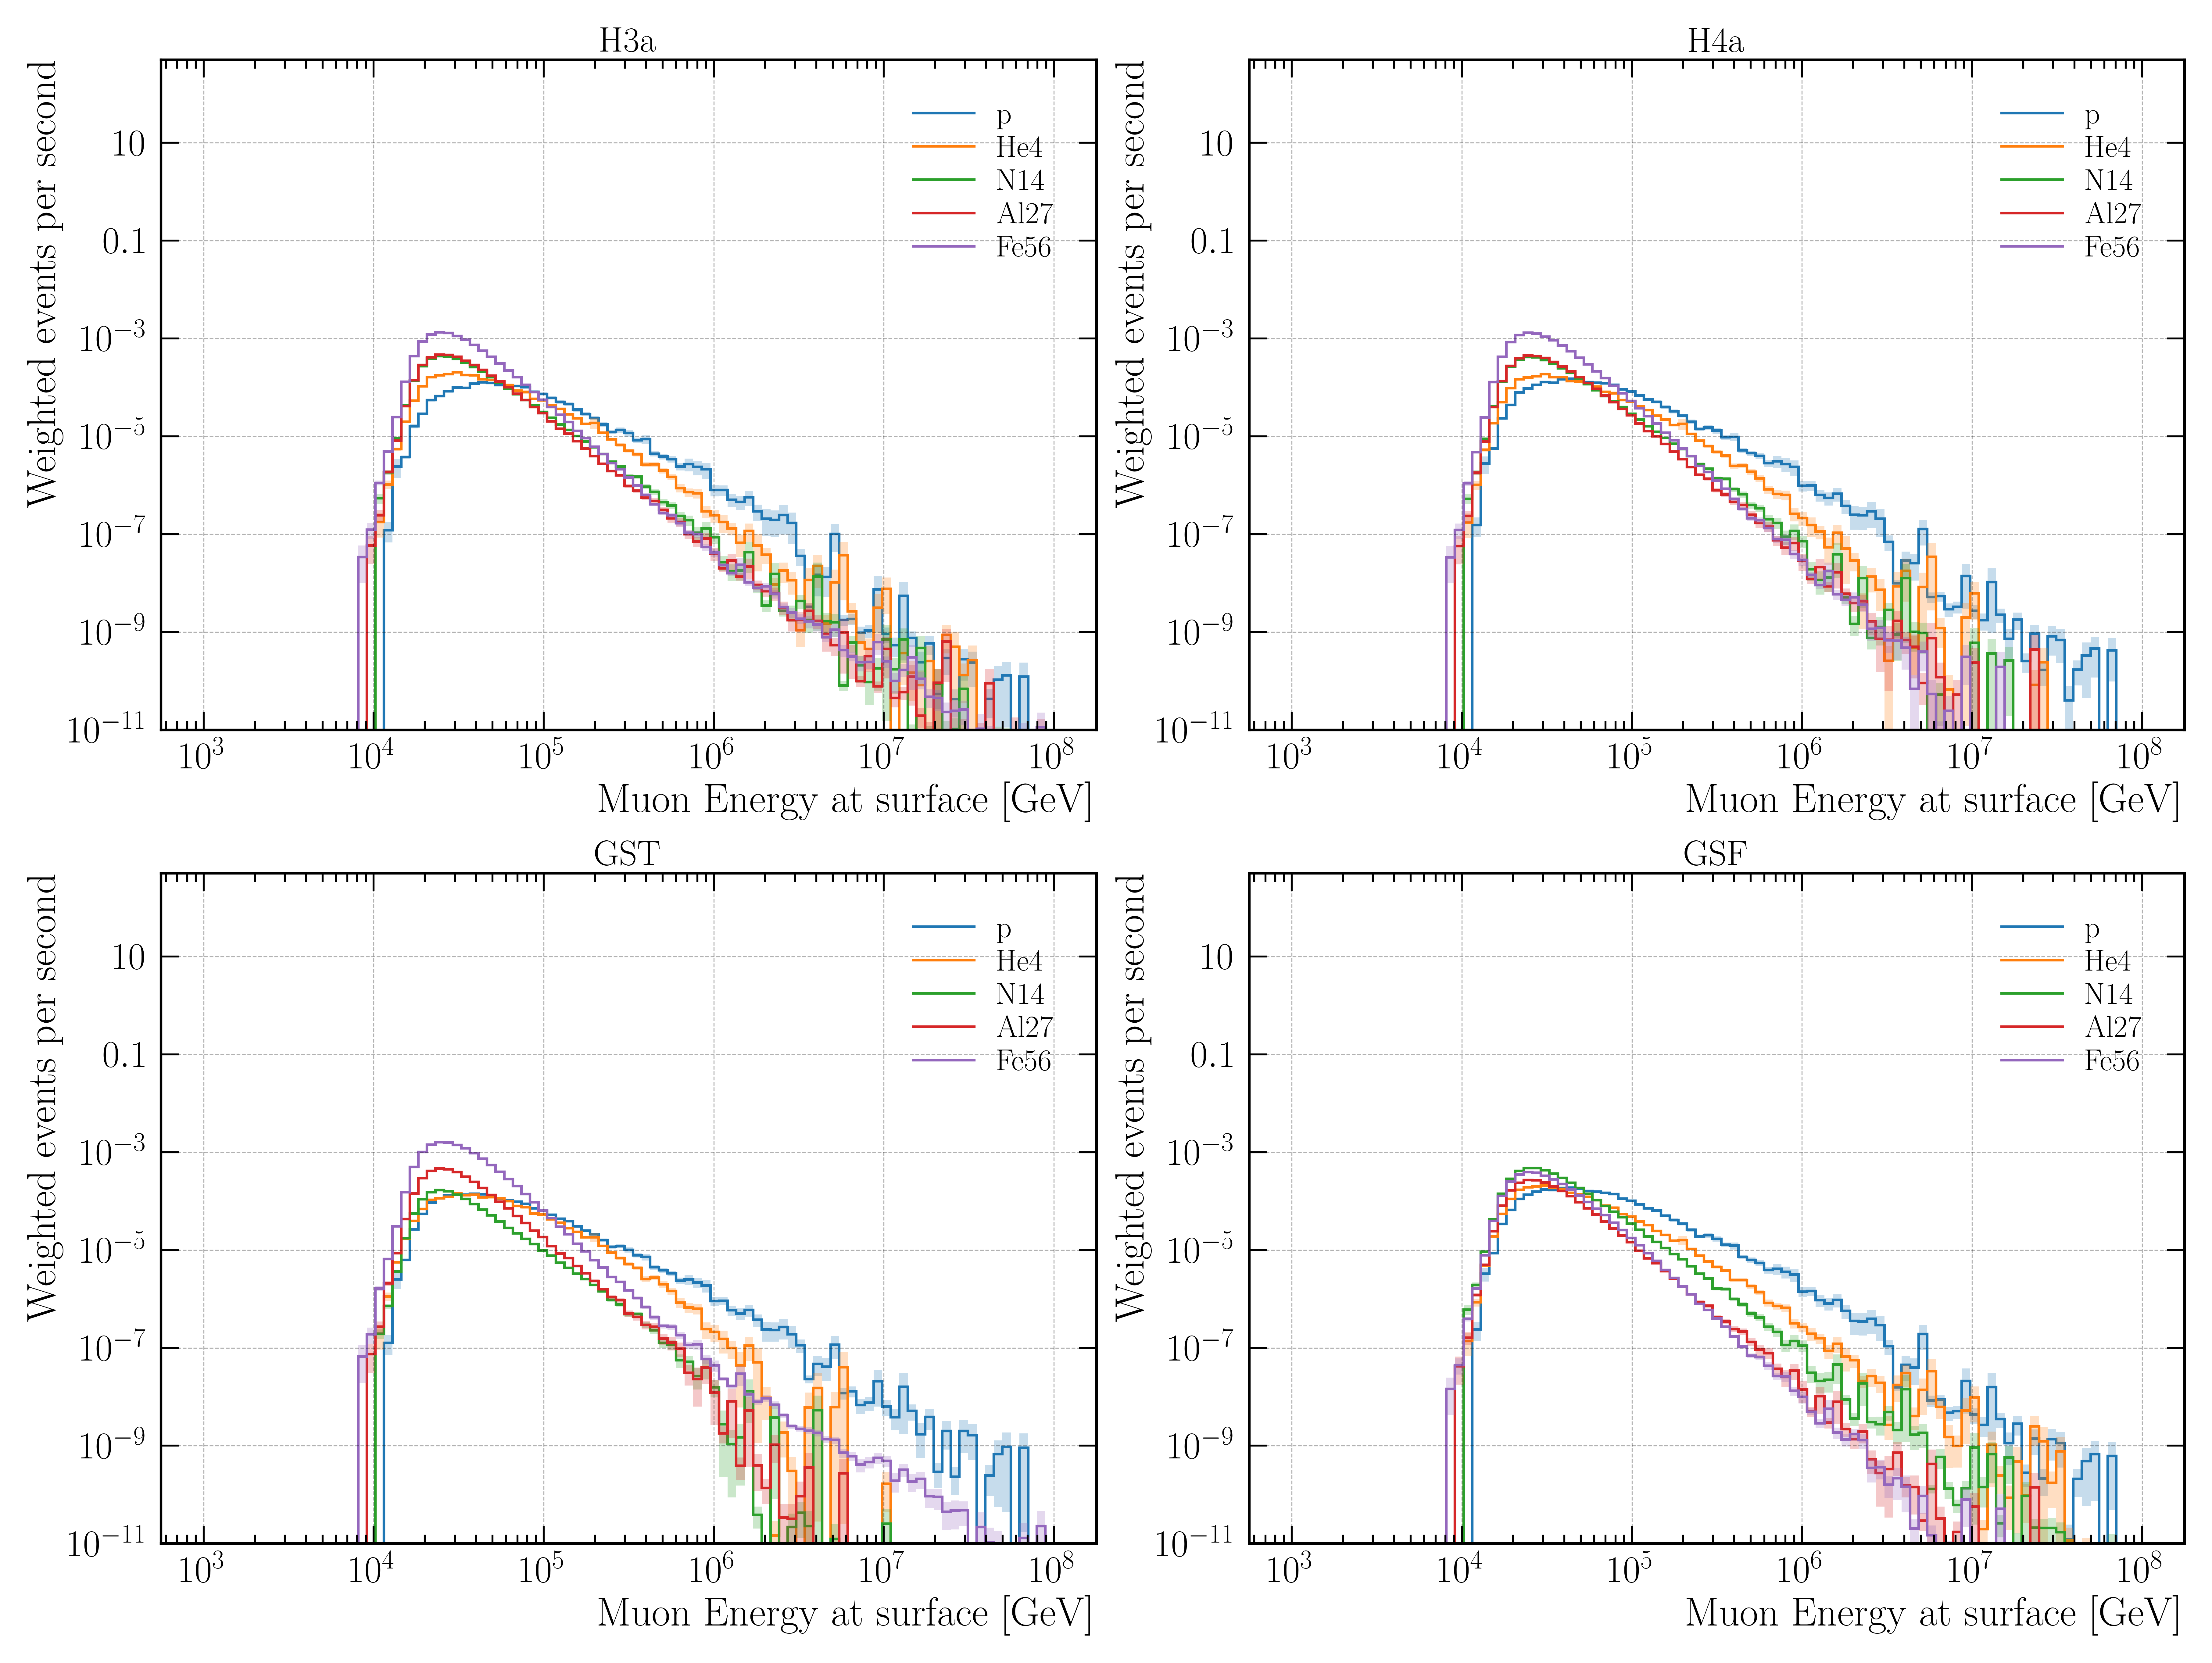 H3a
Weighted events per second
10
0.1
10^{-3}
10^{-5}
10^{-7}
10^{-9}
10^{-11}
p
He4
N14
Al27
Fe56
10^3 10^4 10^5 10^6 10^7 10^8
Muon Energy at surface [GeV]
H4a
Weighted events per second
10
0.1
10^{-3}
10^{-5}
10^{-7}
10^{-9}
10^{-11}
p
He4
N14
Al27
Fe56
10^3 10^4 10^5 10^6 10^7 10^8
Muon Energy at surface [GeV]
GST
Weighted events per second
10
0.1
10^{-3}
10^{-5}
10^{-7}
10^{-9}
10^{-11}
p
He4
N14
Al27
Fe56
10^3 10^4 10^5 10^6 10^7 10^8
Muon Energy at surface [GeV]
GSF
Weighted events per second
10
0.1
10^{-3}
10^{-5}
10^{-7}
10^{-9}
10^{-11}
p
He4
N14
Al27
Fe56
10^3 10^4 10^5 10^6 10^7 10^8
Muon Energy at surface [GeV]